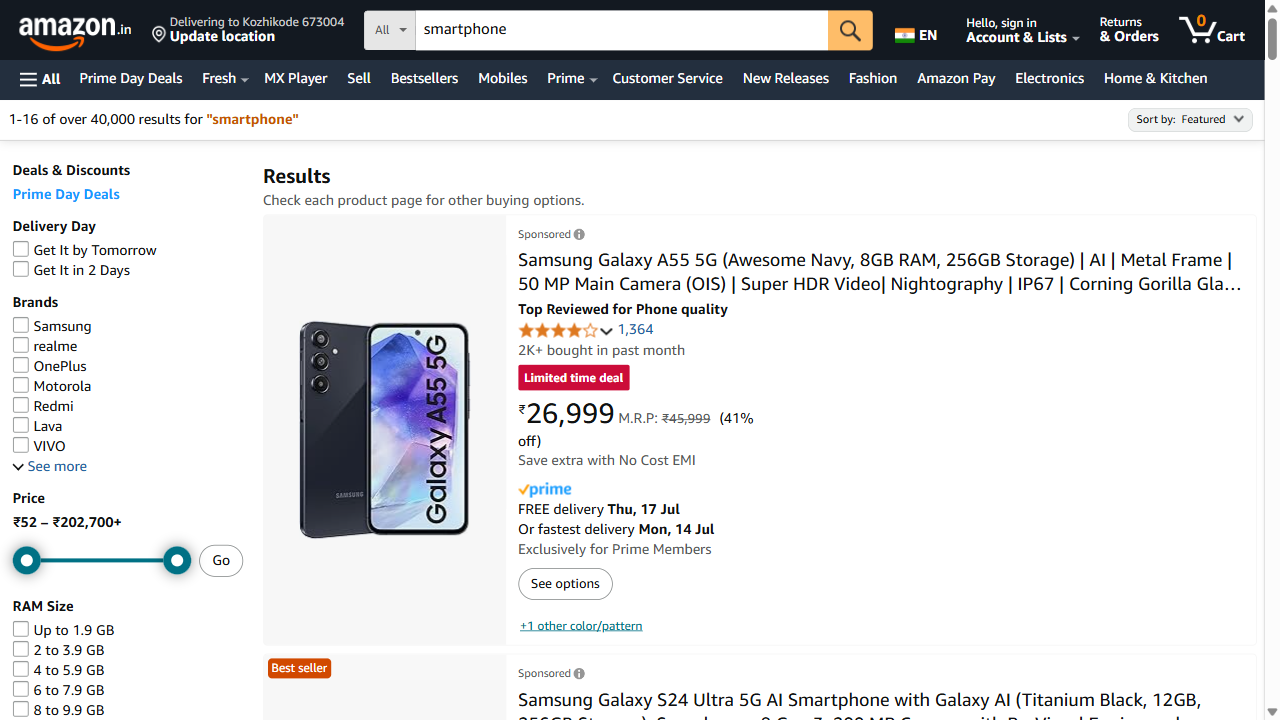 amazon.in
Delivering to Kozhikode 673004
Update location
All
smartphone
EN
Hello, sign in
Account & Lists
Returns
& Orders
0
Cart
All
Prime Day Deals
Fresh
MX Player
Sell
Bestsellers
Mobiles
Prime
Customer Service
New Releases
Fashion
Amazon Pay
Electronics
Home & Kitchen
1-16 of over 40,000 results for "smartphone"
Sort by: Featured
Deals & Discounts
Prime Day Deals
Delivery Day
Get It by Tomorrow
Get It in 2 Days
Brands
Samsung
realme
OnePlus
Motorola
Redmi
Lava
VIVO
See more
Price
₹52 – ₹202,700+
Go
RAM Size
Up to 1.9 GB
2 to 3.9 GB
4 to 5.9 GB
6 to 7.9 GB
8 to 9.9 GB
Results
Check each product page for other buying options.
SAMSUNG
Galaxy A55 5G
Sponsored
Samsung Galaxy A55 5G (Awesome Navy, 8GB RAM, 256GB Storage) | AI | Metal Frame |
50 MP Main Camera (OIS) | Super HDR Video| Nightography | IP67 | Corning Gorilla Gla…
Top Reviewed for Phone quality
1,364
2K+ bought in past month
Limited time deal
₹26,999 M.R.P: ₹45,999 (41%
off)
Save extra with No Cost EMI
prime
FREE delivery Thu, 17 Jul
Or fastest delivery Mon, 14 Jul
Exclusively for Prime Members
See options
+1 other color/pattern
Best seller
Sponsored
Samsung Galaxy S24 Ultra 5G AI Smartphone with Galaxy AI (Titanium Black, 12GB,